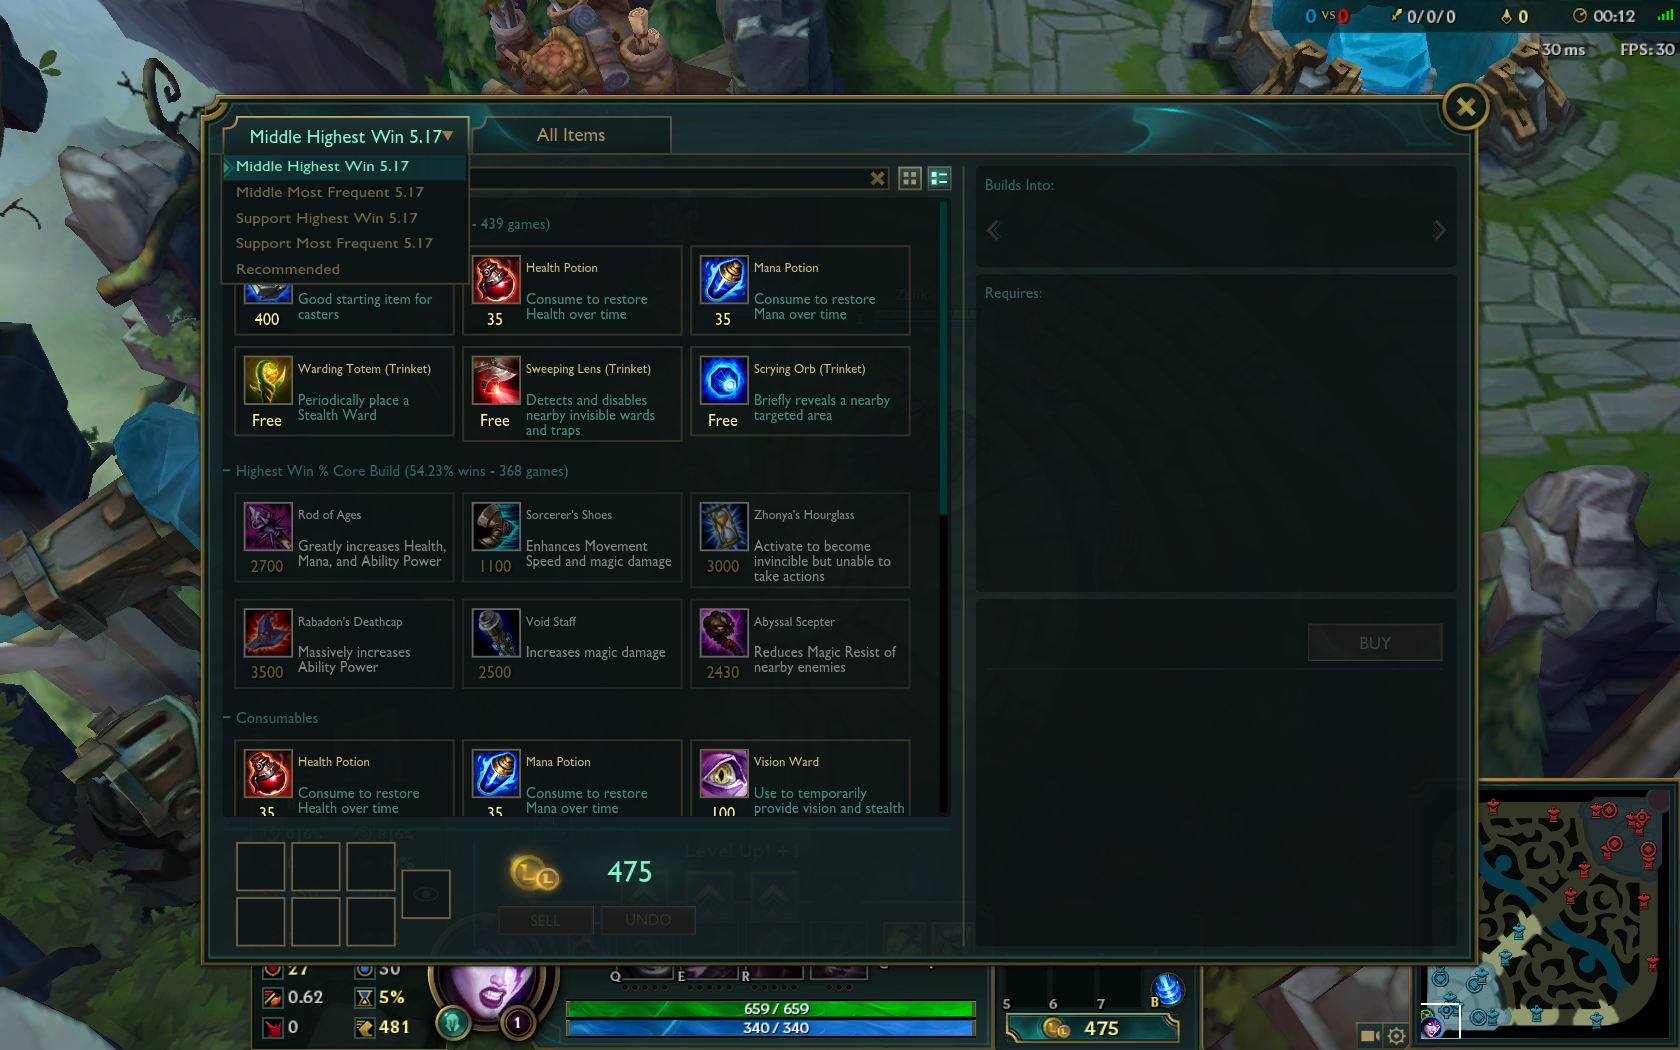 0 vs 0
0/0/0
0
00:12
30 ms
FPS: 30
Middle Highest Win 5.17
All Items
Middle Highest Win 5.17
Middle Most Frequent 5.17
Support Highest Win 5.17
Support Most Frequent 5.17
Recommended
- 439 games)
Good starting item for
casters
400
Health Potion
Consume to restore
Health over time
35
Mana Potion
Consume to restore
Mana over time
35
Warding Totem (Trinket)
Periodically place a
Stealth Ward
Free
Sweeping Lens (Trinket)
Detects and disables
nearby invisible wards
and traps
Free
Scrying Orb (Trinket)
Briefly reveals a nearby
targeted area
Free
Highest Win % Core Build (54.23% wins - 368 games)
Rod of Ages
Greatly increases Health,
Mana, and Ability Power
2700
Sorcerer's Shoes
Enhances Movement
Speed and magic damage
1100
Zhonya's Hourglass
Activate to become
invincible but unable to
take actions
3000
Rabadon's Deathcap
Massively increases
Ability Power
3500
Void Staff
Increases magic damage
2500
Abyssal Scepter
Reduces Magic Resist of
nearby enemies
2430
Consumables
Health Potion
Consume to restore
Health over time
35
Mana Potion
Consume to restore
Mana over time
35
Vision Ward
Use to temporarily
provide vision and stealth
100
Builds Into:
Requires:
BUY
Level Up! +1
475
SELL
UNDO
27
30
0.62
5%
0
481
1
Q
E
R
659 / 659
340 / 340
5
6
7
B
475